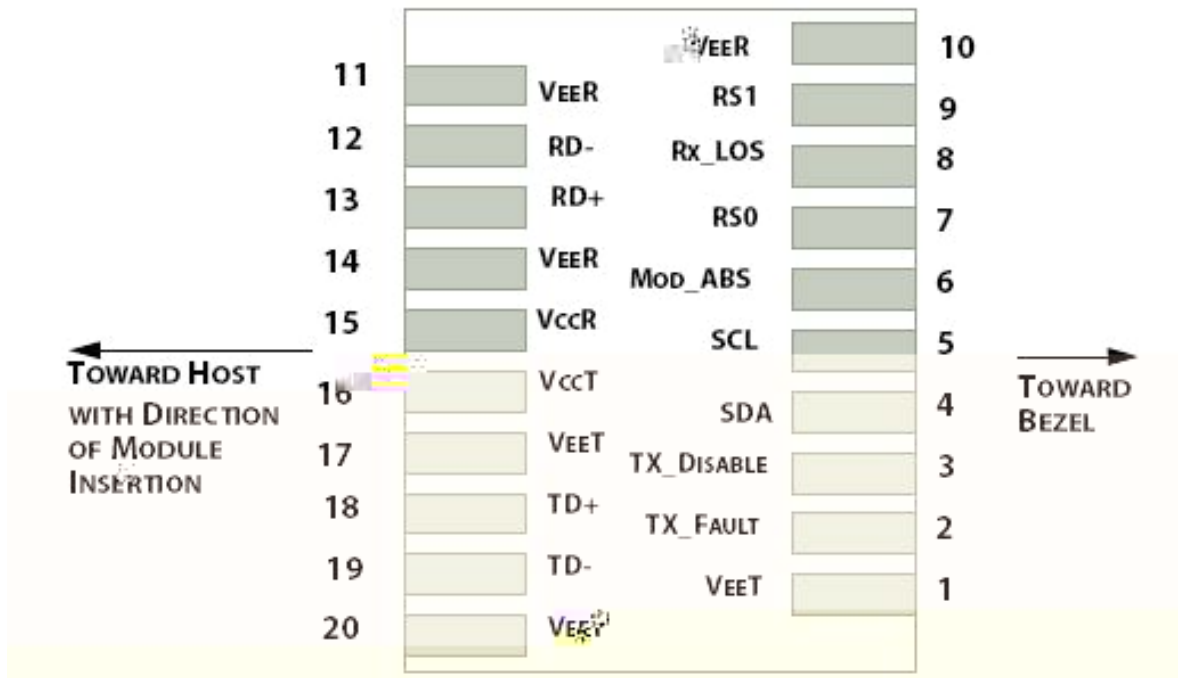 VEER 10
11 VEER
RS1 9
12 RD-
Rx_LOS 8
13 RD+
RS0 7
14 VEER
MOD_ABS 6
15 VCCR
SCL 5
TOWARD HOST
WITH DIRECTION
OF MODULE
INSERTION
16 VCCT
TOWARD
BEZEL
SDA 4
17 VEET
TX_DISABLE 3
18 TD+
TX_FAULT 2
19 TD-
VEET 1
20 VEET